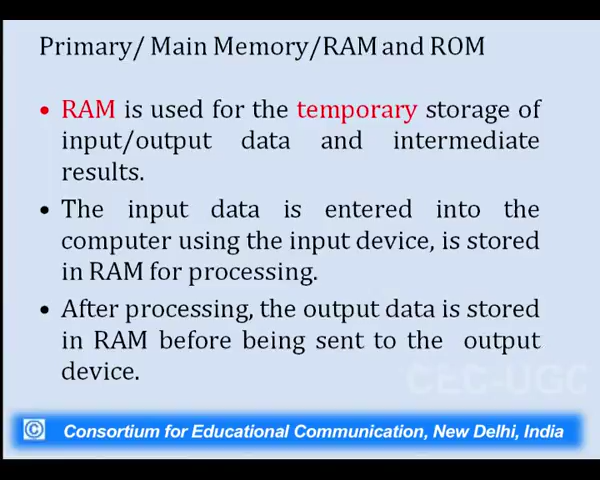 Primary/ Main Memory/RAM and ROM
• RAM is used for the temporary storage of
input/output data and intermediate
results.
• The input data is entered into the
computer using the input device, is stored
in RAM for processing.
• After processing, the output data is stored
in RAM before being sent to the output
device.
CEC-UGC
© Consortium for Educational Communication, New Delhi, India